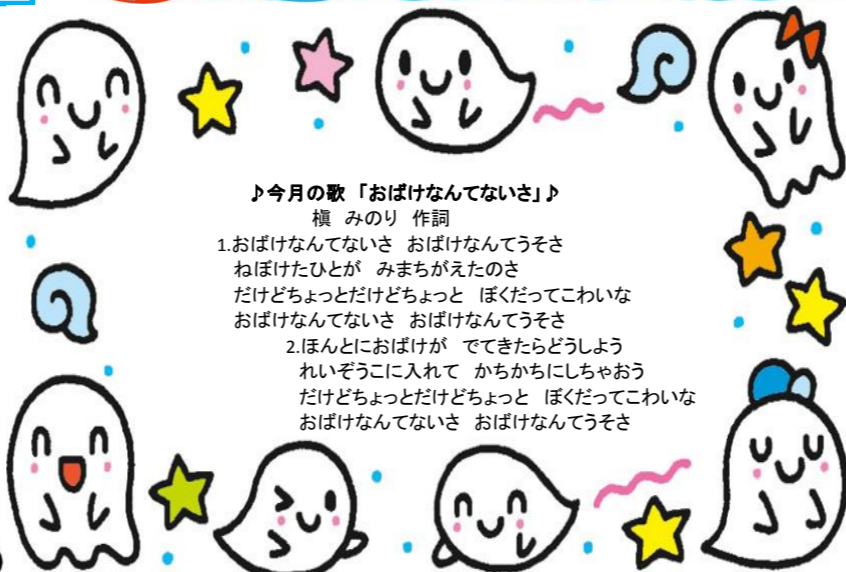 ♪今月の歌 「おばけなんてないさ」♪
槇 みのり 作詞
1.おばけなんてないさ おばけなんてうそさ
ねぼけたひとが みまちがえたのさ
だけどちょっとだけどちょっと ぼくだってこわいな
おばけなんてないさ おばけなんてうそさ
2.ほんとにおばけが でてきたらどうしよう
れいぞうこに入れて かちかちにしちゃおう
だけどちょっとだけどちょっと ぼくだってこわいな
おばけなんてないさ おばけなんてうそさ